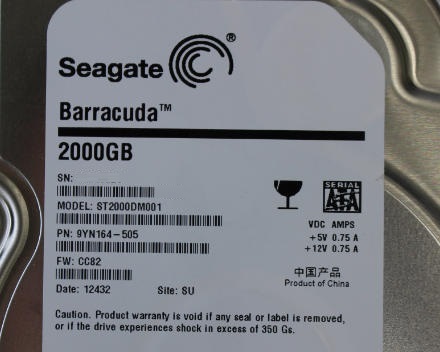 Seagate ®
Barracuda™
2000GB
SN:
MODEL: ST2000DM001
PN: 9YN164-505
FW: CC82
Date: 12432 Site: SU
SERIAL
ATA
VDC AMPS
+5V 0.75 A
+12V 0.75 A
中国产品
Product of China
Caution. Product warranty is void if any seal or label is removed,
or if the drive experiences shock in excess of 350 Gs.